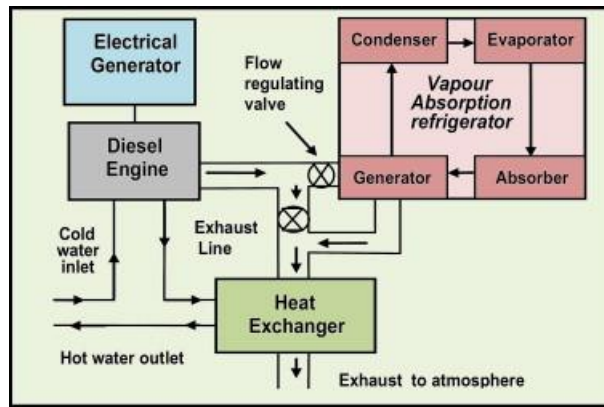 Electrical
Generator
Condenser
Evaporator
Flow
regulating
valve
Vapour
Absorption
refrigerator
Diesel
Engine
Generator
Absorber
Cold
water
inlet
Exhaust
Line
Heat
Exchanger
Hot water outlet
Exhaust to atmosphere